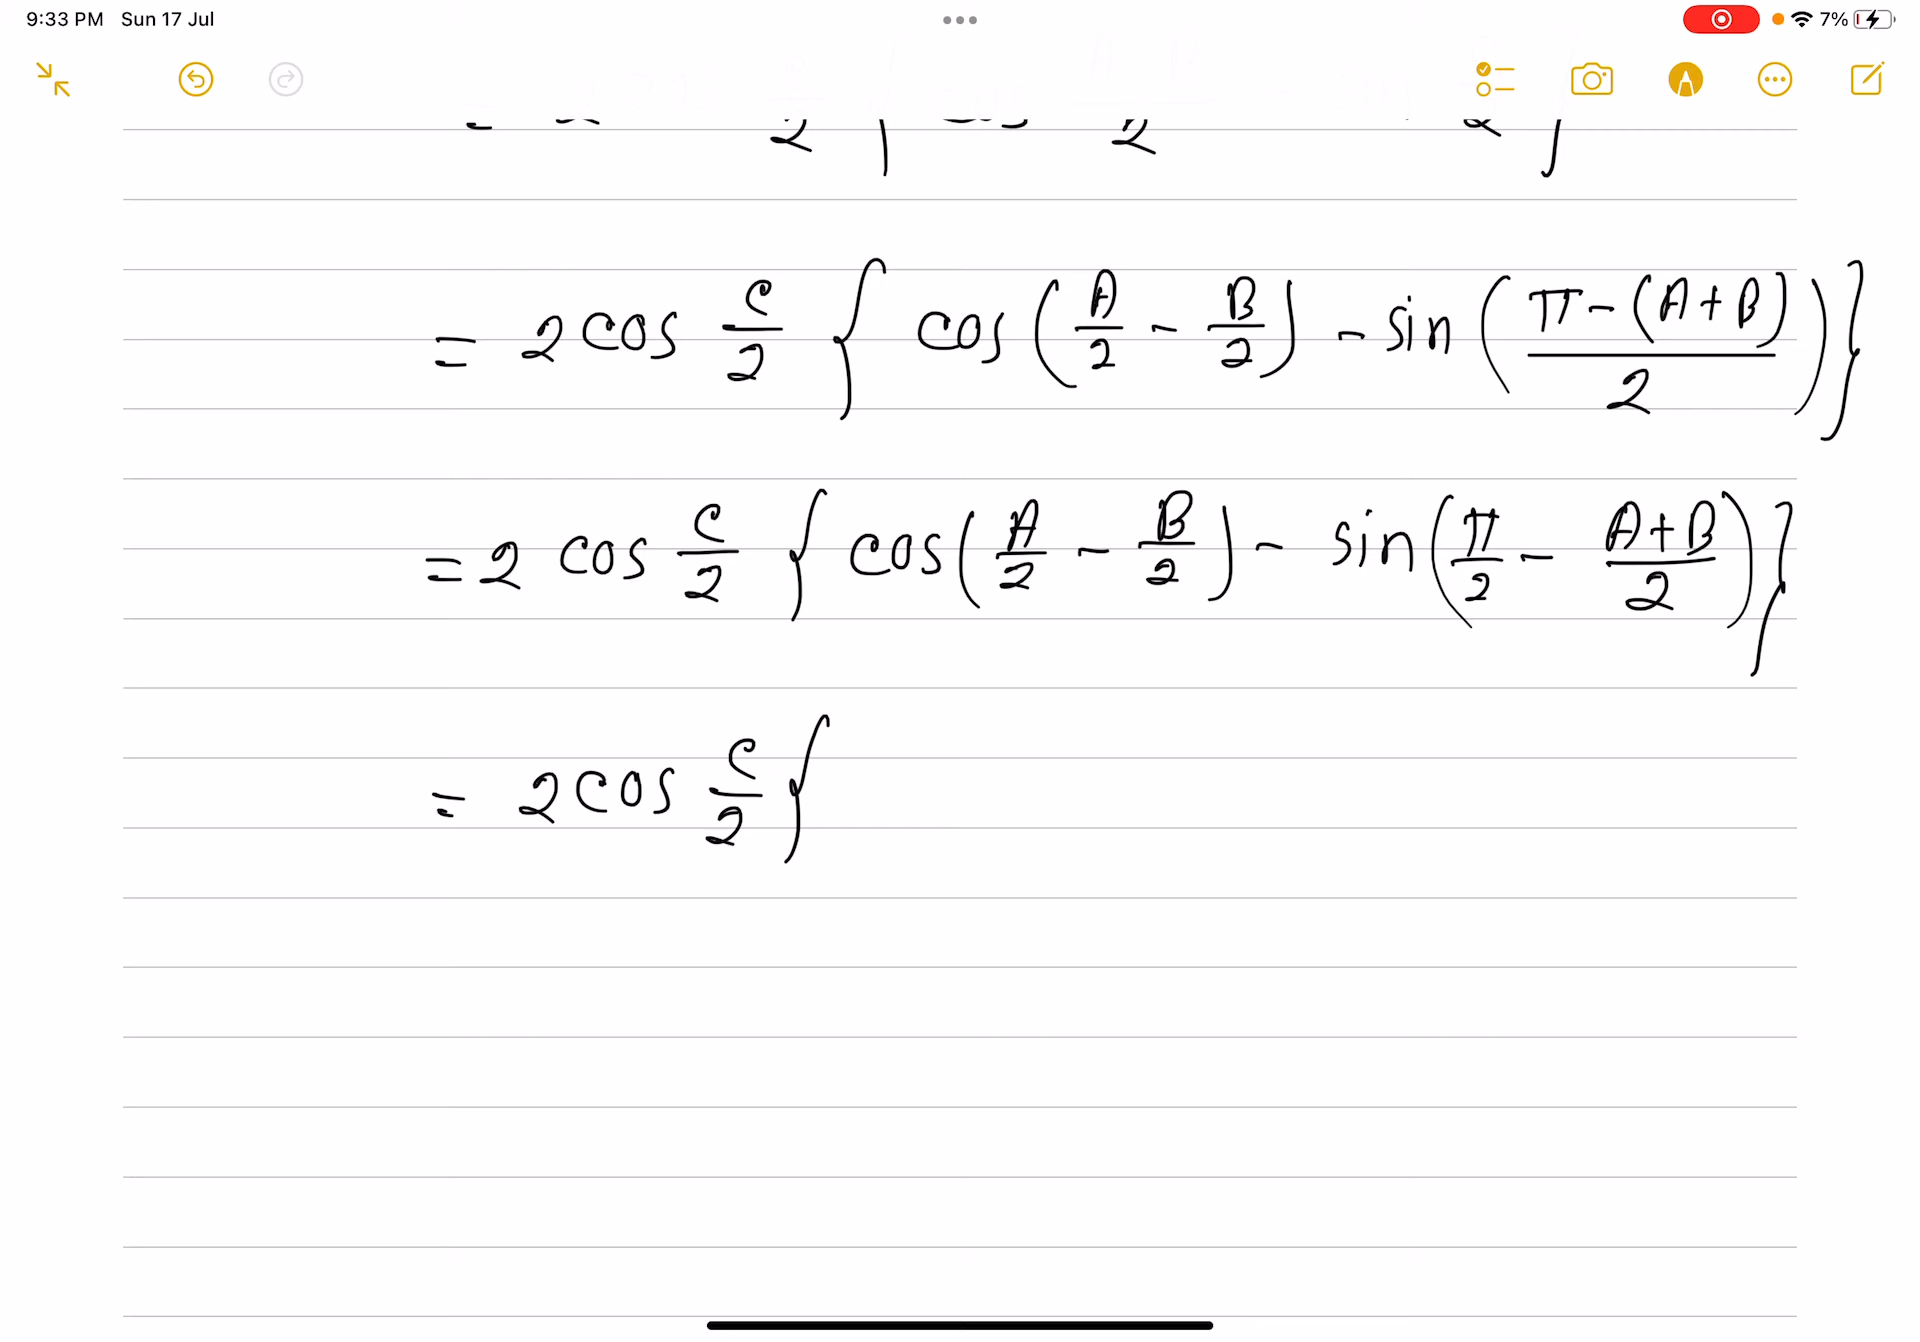 9:33 PM Sun 17 Jul 7%
= 2 cos C/2 { cos (A/2 - B/2) - sin ((π - (A+B))/2) }
= 2 cos C/2 { cos (A/2 - B/2) - sin (π/2 - (A+B)/2) }
= 2 cos C/2 {